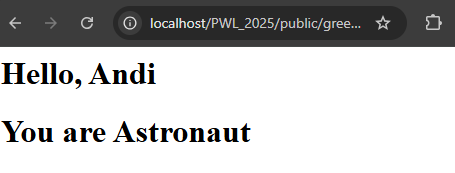 localhost/PWL_2025/public/gree...
Hello, Andi
You are Astronaut